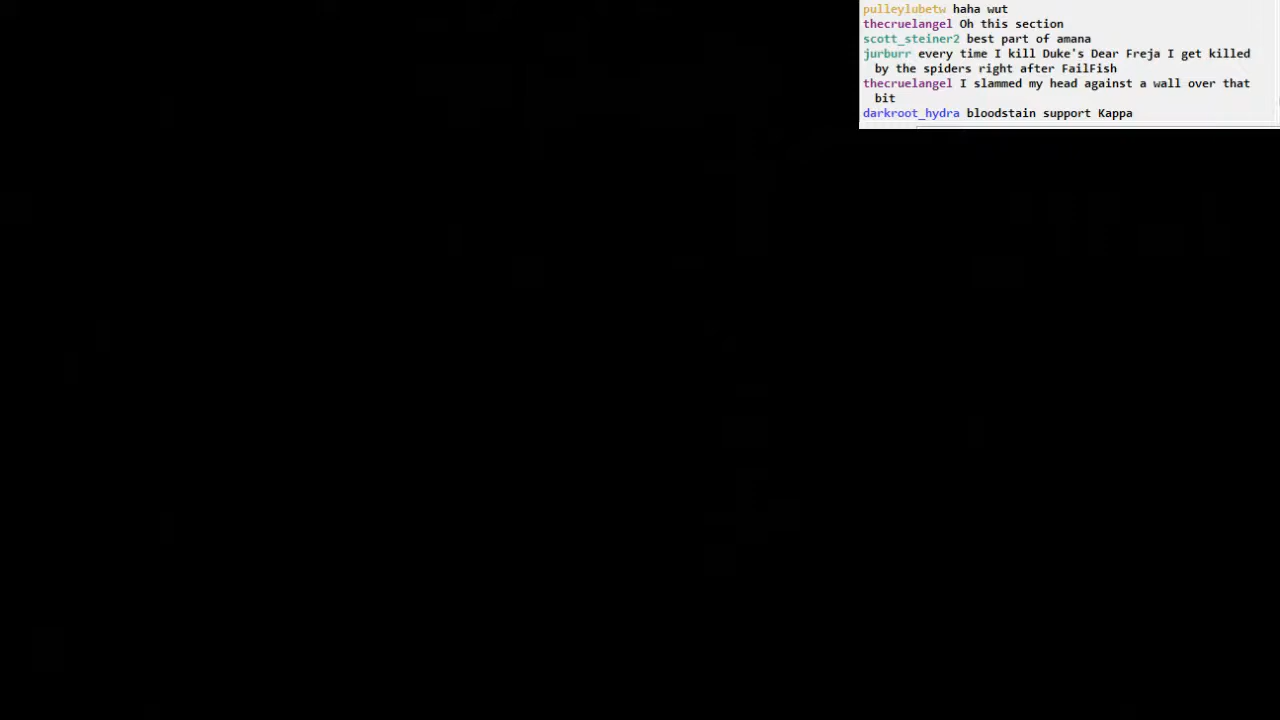 pulleylubetw haha wut
thecruelangel Oh this section
scott_steiner2 best part of amana
jurburr every time I kill Duke's Dear Freja I get killed
by the spiders right after FailFish
thecruelangel I slammed my head against a wall over that
bit
darkroot_hydra bloodstain support Kappa